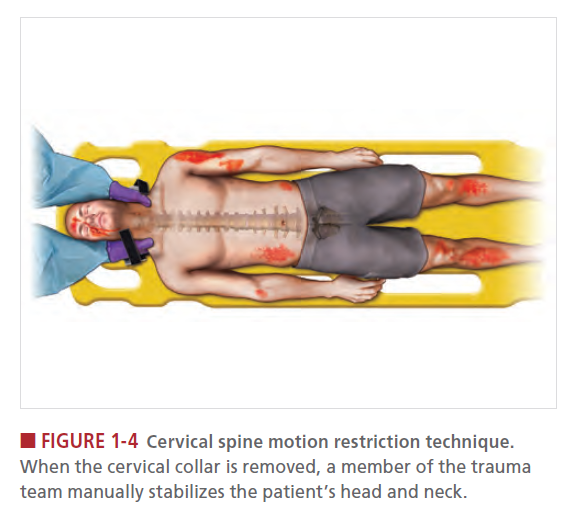 FIGURE 1-4 Cervical spine motion restriction technique.
When the cervical collar is removed, a member of the trauma
team manually stabilizes the patient’s head and neck.